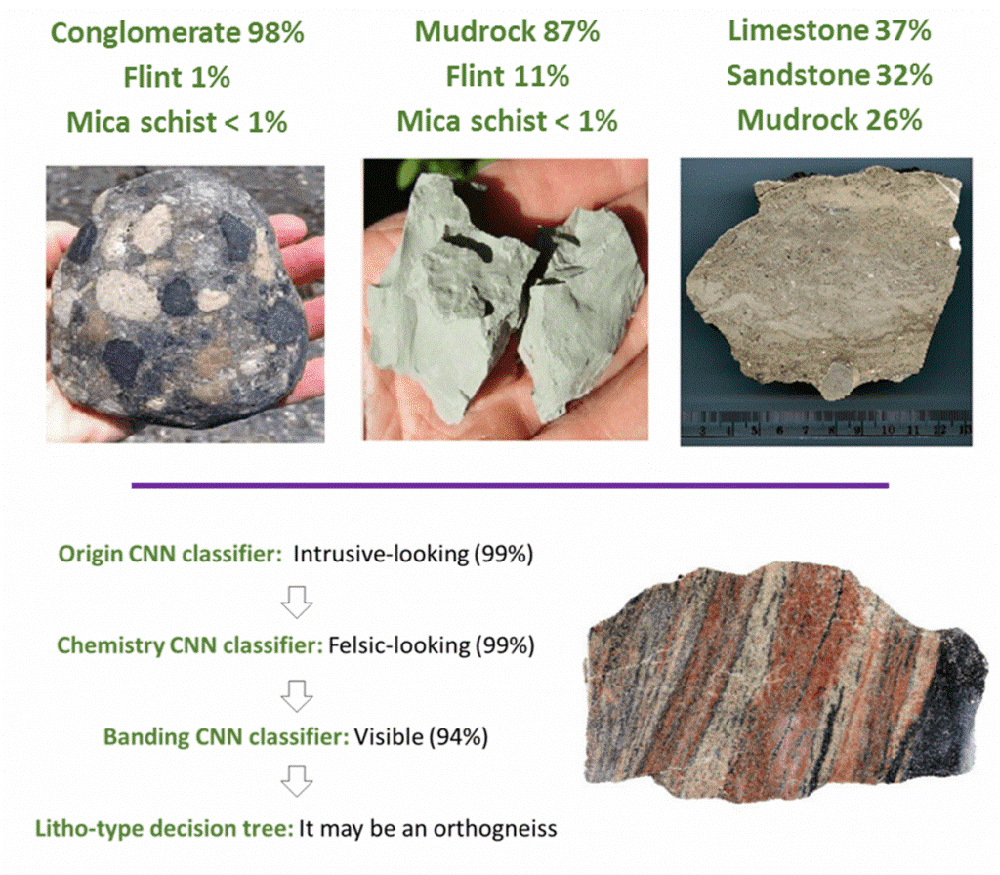 Conglomerate 98%
Flint 1%
Mica schist < 1%
Mudrock 87%
Flint 11%
Mica schist < 1%
Limestone 37%
Sandstone 32%
Mudrock 26%
3 4 5 6 7 8 9 10 11 12 13
Origin CNN classifier: Intrusive-looking (99%)
Chemistry CNN classifier: Felsic-looking (99%)
Banding CNN classifier: Visible (94%)
Litho-type decision tree: It may be an orthogneiss